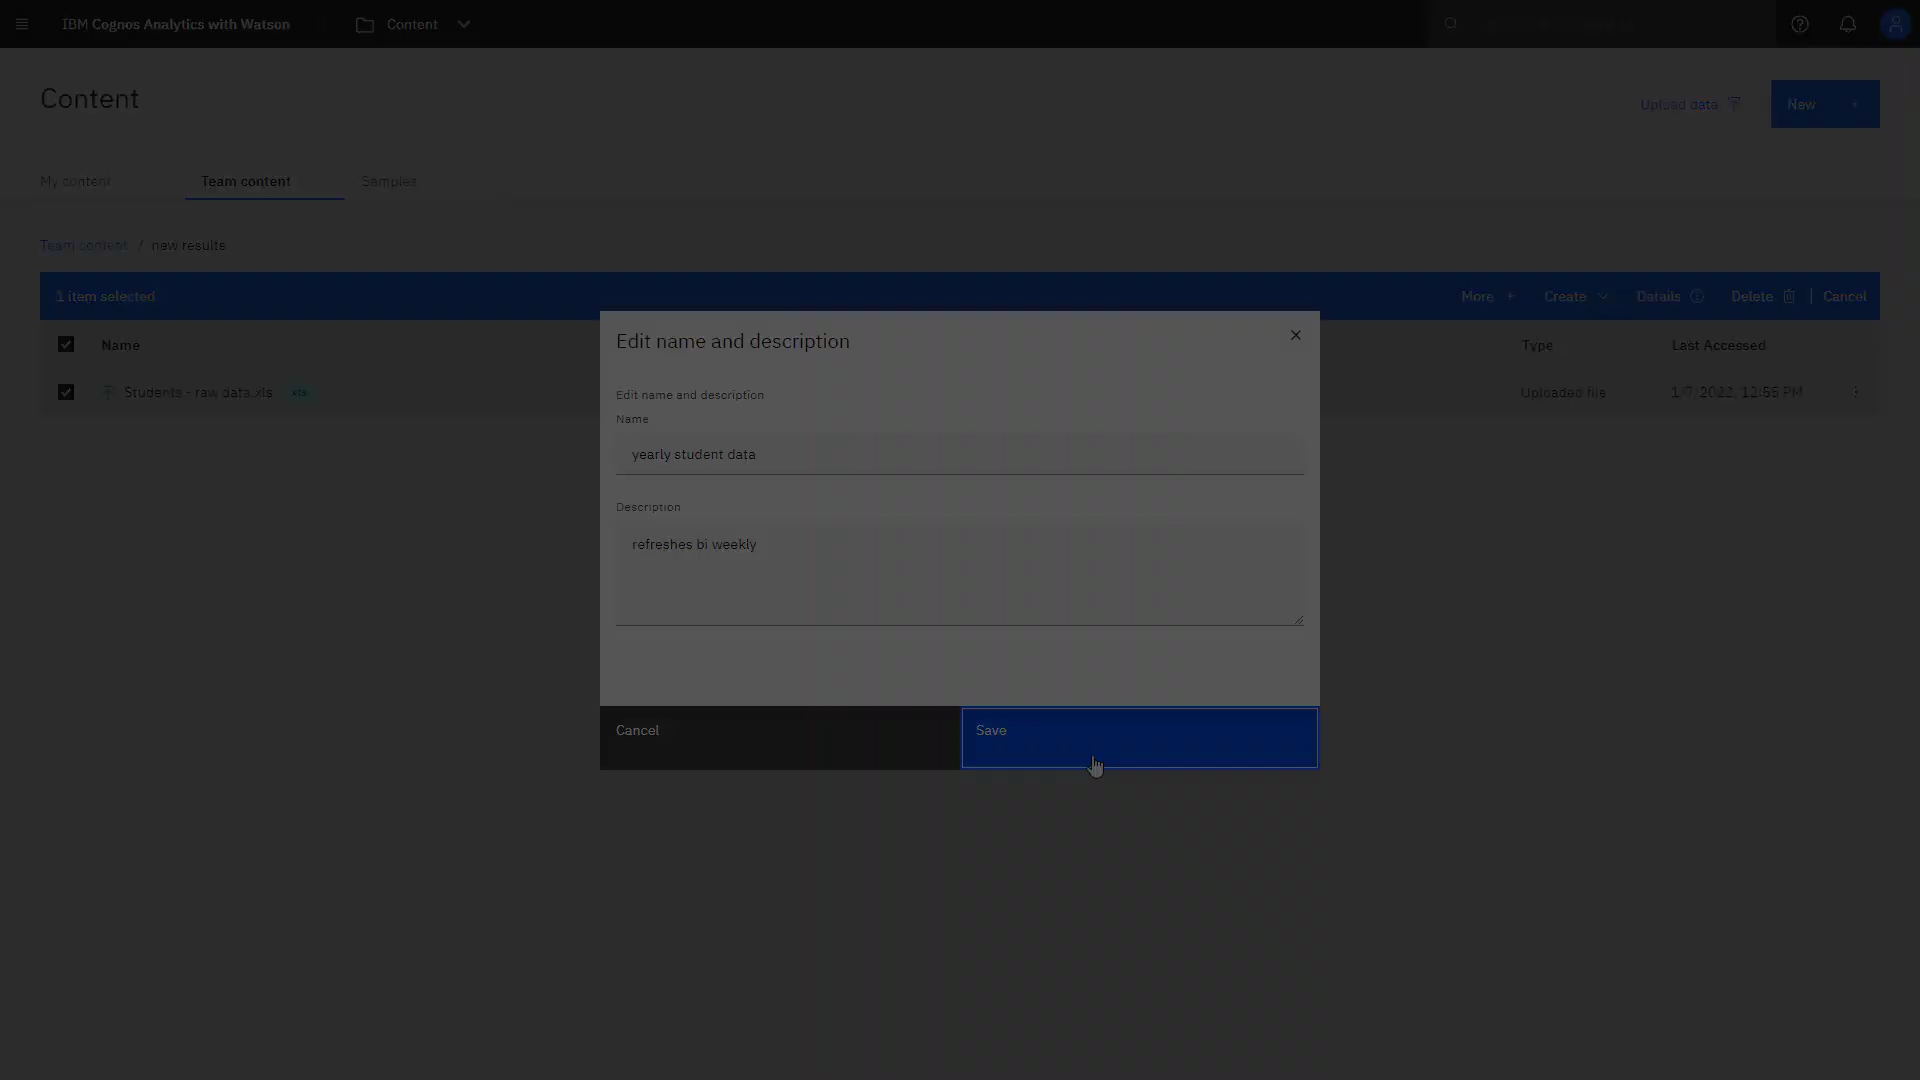 IBM Cognos Analytics with Watson
Content
Content
Upload data
New
My content
Team content
Samples
Team content / new results
1 item selected
More
Create
Details
Delete
Cancel
Name
Type
Last Accessed
Students - raw data.xls
xls
Uploaded file
1/7/2022, 12:55 PM
Edit name and description
Edit name and description
Name
yearly student data
Description
refreshes bi weekly
Cancel
Save